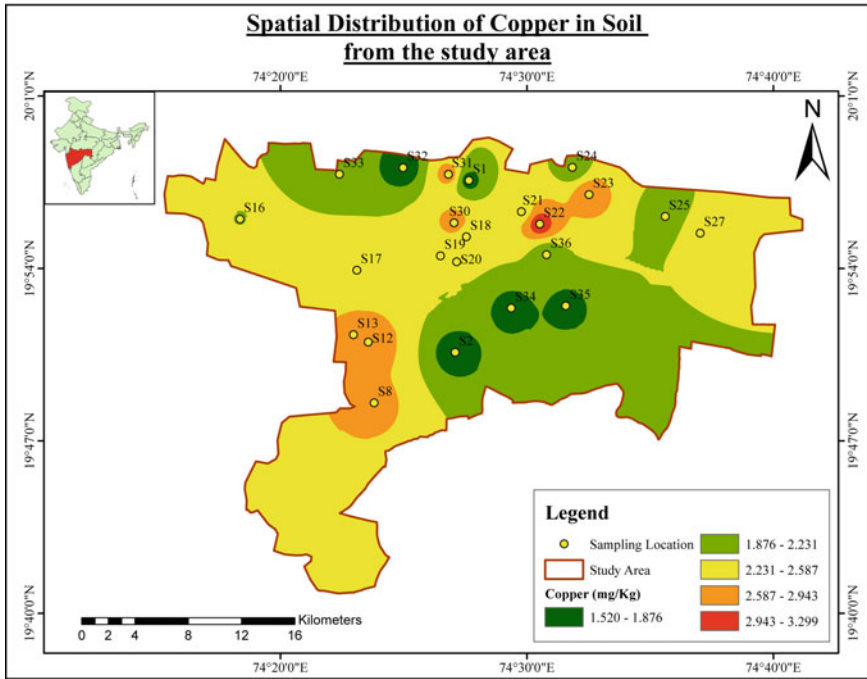 Spatial Distribution of Copper in Soil
from the study area
74°20'0"E 74°30'0"E 74°40'0"E
20°1'0"N
N
S33
S32
S31
S1
S24
S23
S16
S30
S18
S21
S22
S25
S27
S19
S20
S36
S17
19°54'0"N 19°54'0"N
20°1'0"N
S34
S35
S13
S12
S2
S8
19°47'0"N 19°47'0"N
Legend
Sampling Location
Study Area
Copper (mg/Kg)
1.520 - 1.876
1.876 - 2.231
2.231 - 2.587
2.587 - 2.943
2.943 - 3.299
19°40'0"N 19°40'0"N
Kilometers
0 1 2 4 8 12 16
74°20'0"E 74°30'0"E 74°40'0"E